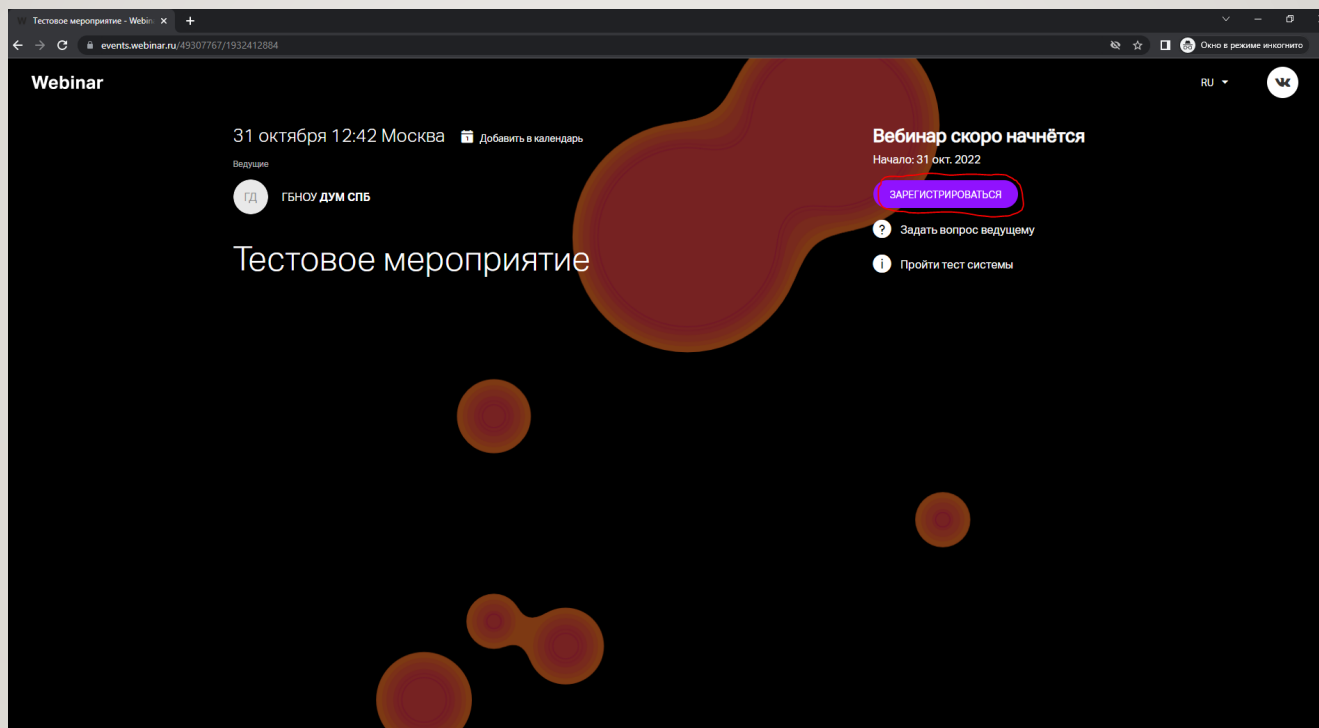 Тестовое мероприятие - Webin
events.webinar.ru/49307767/1932412884
Окно в режиме инкогнито
Webinar
RU
31 октября 12:42 Москва
Добавить в календарь
Ведущие
ГД
ГБНОУ ДУМ СПБ
Тестовое мероприятие
Вебинар скоро начнётся
Начало: 31 окт. 2022
ЗАРЕГИСТРИРОВАТЬСЯ
? Задать вопрос ведущему
i Пройти тест системы